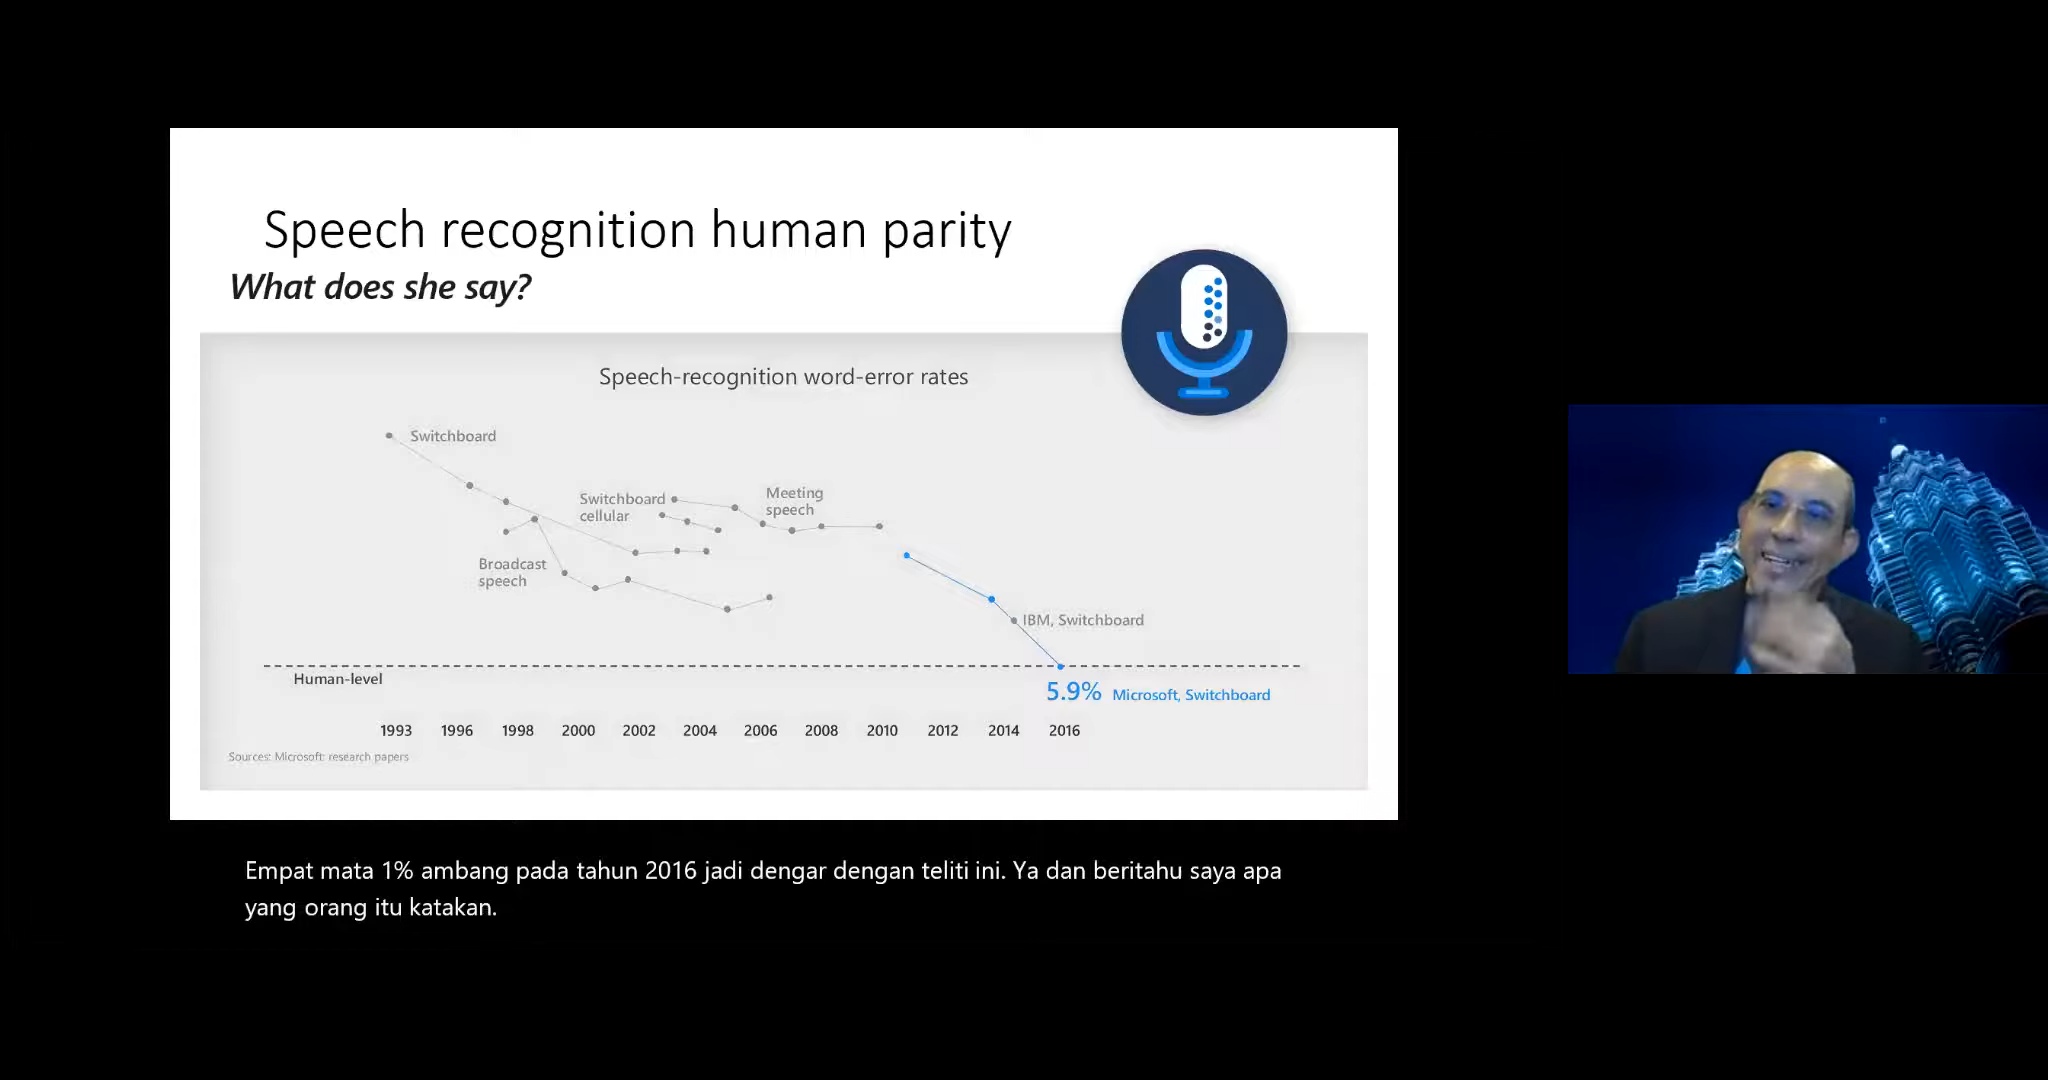 Speech recognition human parity
What does she say?
Speech-recognition word-error rates
Switchboard
Switchboard
cellular
Meeting
speech
Broadcast
speech
IBM, Switchboard
Human-level
5.9% Microsoft, Switchboard
1993 1996 1998 2000 2002 2004 2006 2008 2010 2012 2014 2016
Sources: Microsoft: research papers
Empat mata 1% ambang pada tahun 2016 jadi dengar dengan teliti ini. Ya dan beritahu saya apa
yang orang itu katakan.